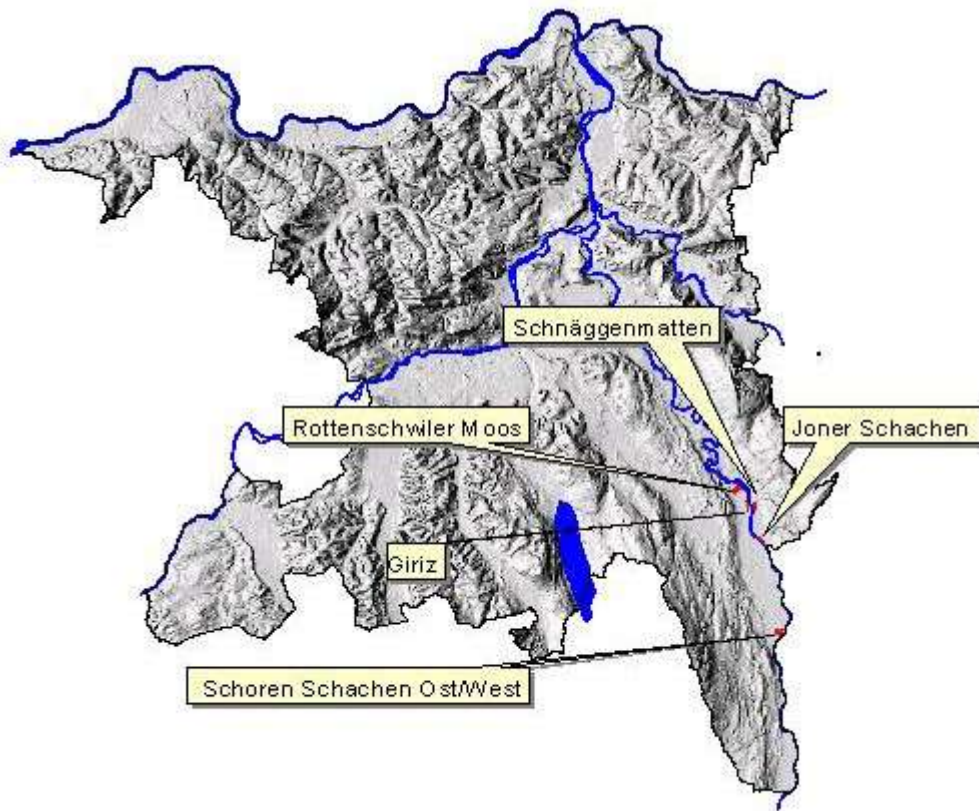 Schnäggenmatten
Rottenschwiler Moos
Joner Schachen
Giriz
Schoren Schachen Ost/West